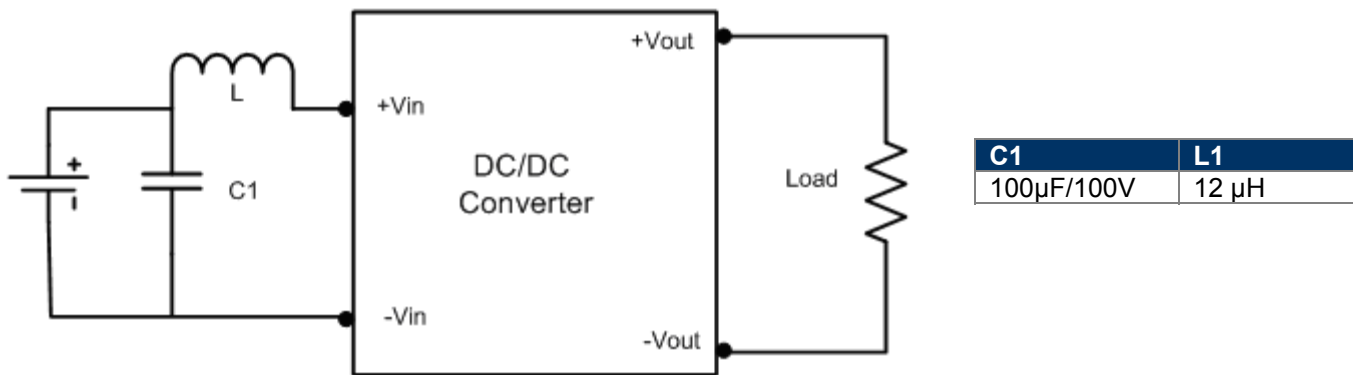 +Vout
L
+Vin
DC/DC
Converter
+
-
C1
Load
-Vin
-Vout
C1 L1
100µF/100V 12 µH